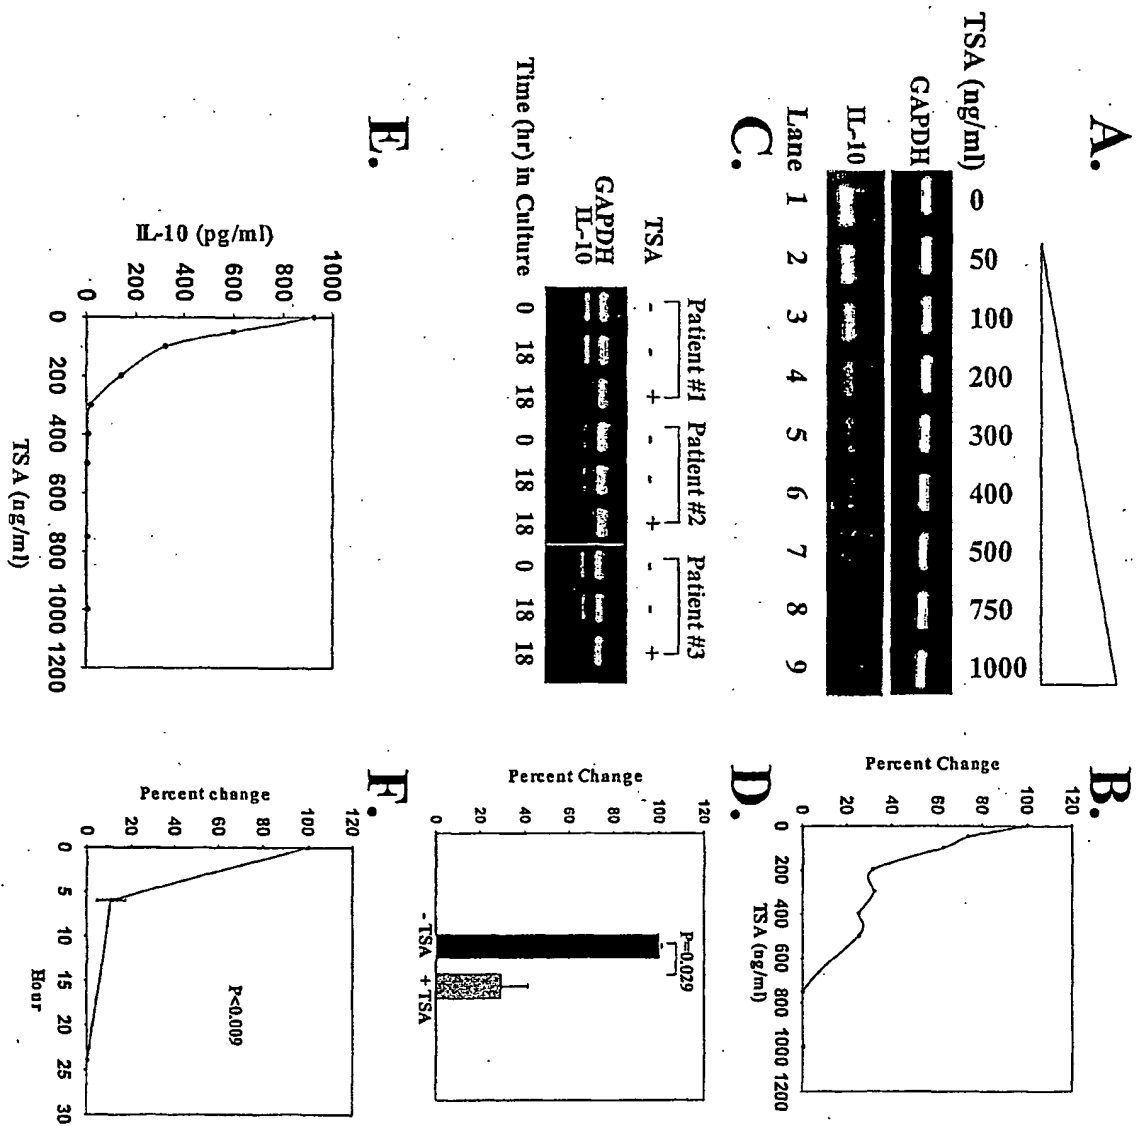 A.
TSA (ng/ml) 0 50 100 200 300 400 500 750 1000
GAPDH
IL-10
Lane 1 2 3 4 5 6 7 8 9
B.
Percent Change
120
100
80
60
40
20
0
0 200 400 600 800 1000 1200
TSA (ng/ml)
C.
Patient #1 Patient #2 Patient #3
TSA - - + - - + - - +
GAPDH
IL-10
Time (hr) in Culture 0 18 18 0 18 18 0 18 18
D.
Percent Change
120
100
80
60
40
20
0
P=0.029
- TSA + TSA
E.
IL-10 (pg/ml)
1000
800
600
400
200
0
0 200 400 600 800 1000 1200
TSA (ng/ml)
F.
Percent change
120
100
80
60
40
20
0
P<0.009
0 5 10 15 20 25 30
Hour